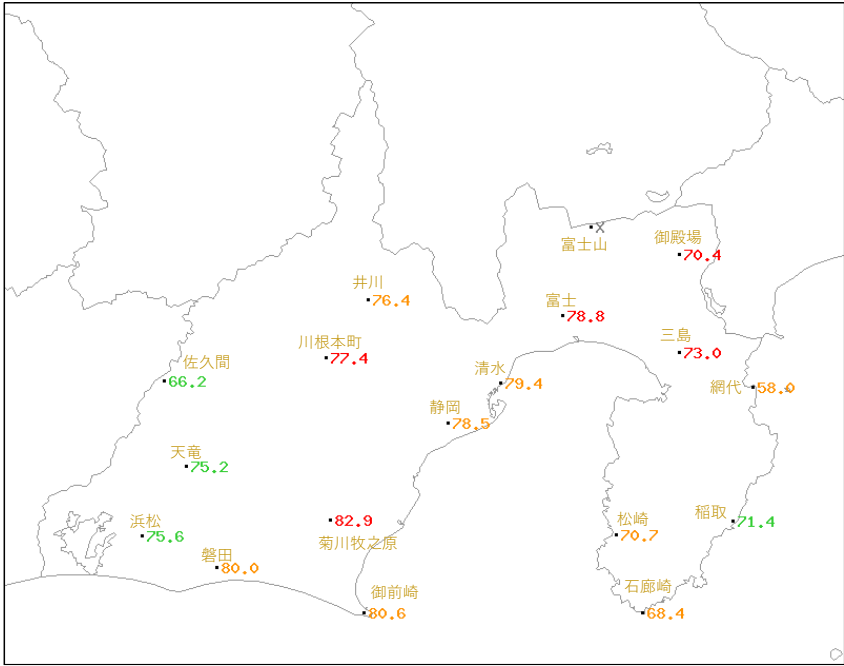 富士山
X
御殿場
70.4
井川
76.4
富士
78.8
川根本町
77.4
三島
73.0
佐久間
66.2
清水
79.4
網代
58.0
静岡
78.5
天竜
75.2
浜松
75.6
82.9
菊川牧之原
松崎
70.7
稲取
71.4
磐田
80.0
御前崎
80.6
石廊崎
68.4